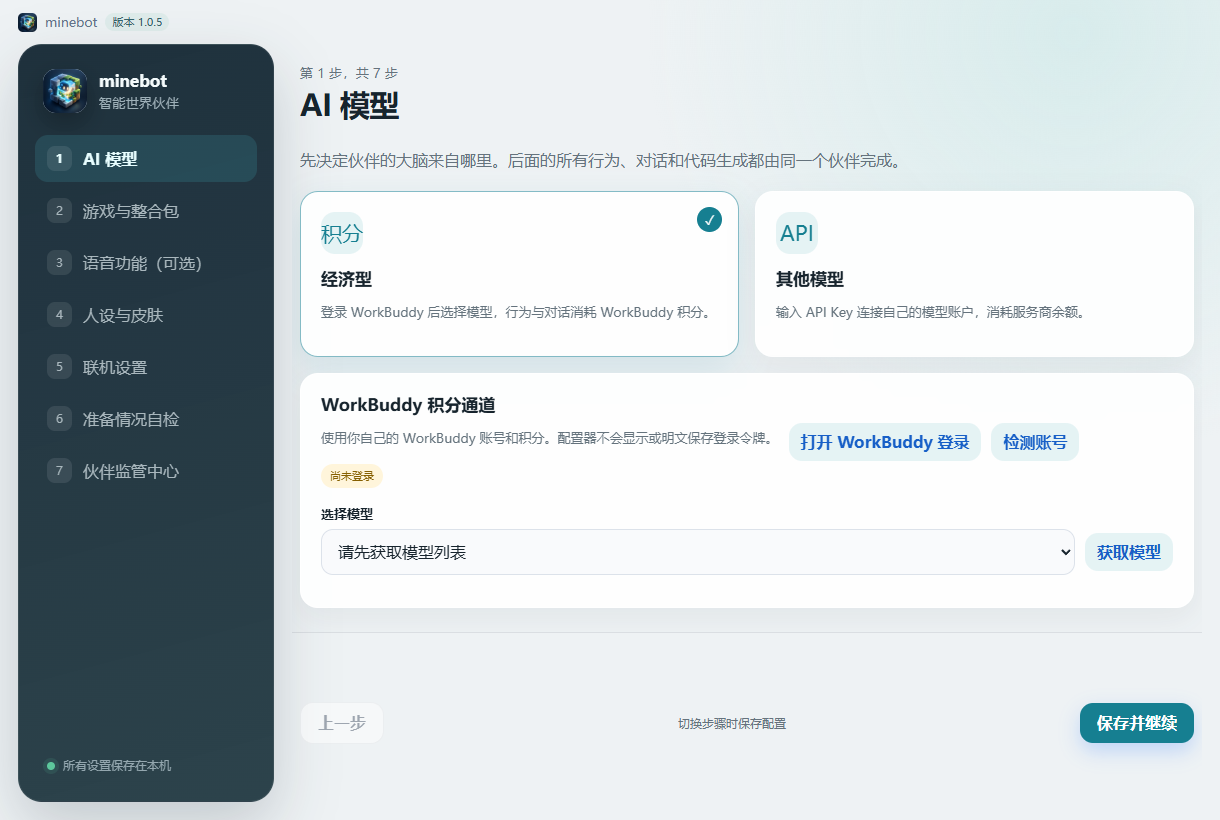 minebot 版本 1.0.5
minebot
智能世界伙伴
1 AI 模型
2 游戏与整合包
3 语音功能（可选）
4 人设与皮肤
5 联机设置
6 准备情况自检
7 伙伴监管中心
所有设置保存在本机
第 1 步，共 7 步
AI 模型
先决定伙伴的大脑来自哪里。后面的所有行为、对话和代码生成都由同一个伙伴完成。
积分
经济型
登录 WorkBuddy 后选择模型，行为与对话消耗 WorkBuddy 积分。
API
其他模型
输入 API Key 连接自己的模型账户，消耗服务商余额。
WorkBuddy 积分通道
使用你自己的 WorkBuddy 账号和积分。配置器不会显示或明文保存登录令牌。
打开 WorkBuddy 登录
检测账号
尚未登录
选择模型
请先获取模型列表
获取模型
上一步
切换步骤时保存配置
保存并继续